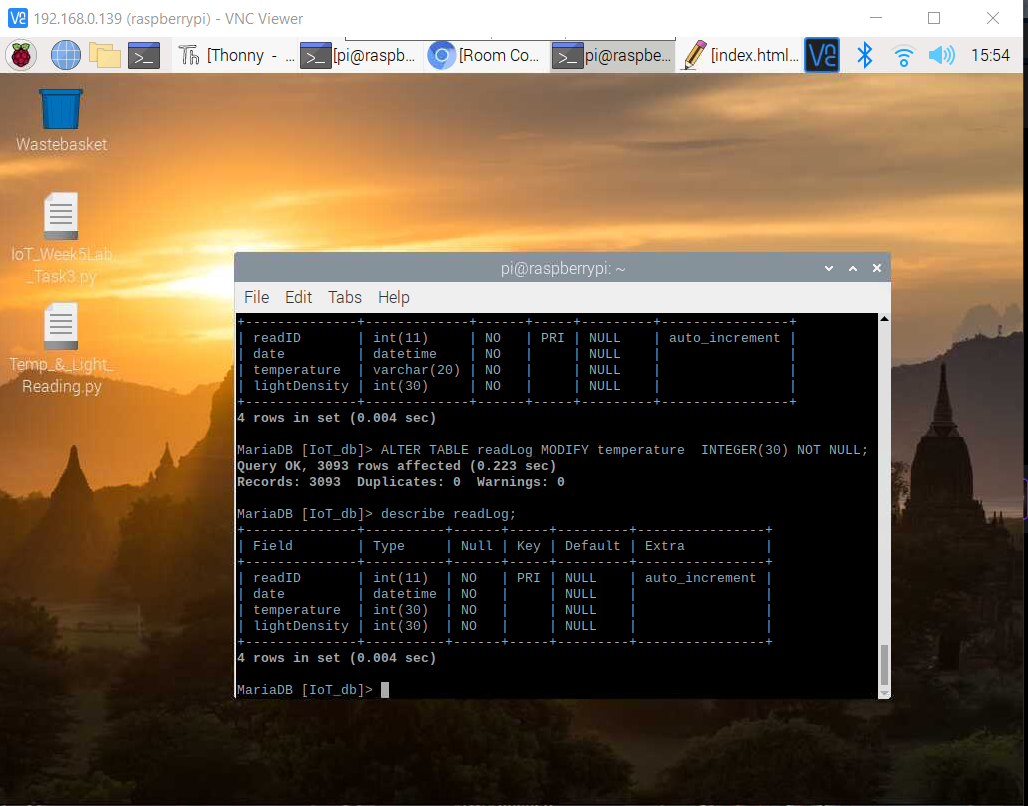 192.168.0.139 (raspberrypi) - VNC Viewer
[Thonny - ... [pi@raspb... [Room Co... pi@raspbe... [index.html... 15:54
Wastebasket
IoT_Week5Lab
_Task3.py
Temp_&_Light_
Reading.py
pi@raspberrypi: ~
File Edit Tabs Help
+--------------+-------------+------+-----+---------+----------------+
| readID       | int(11)     | NO   | PRI | NULL    | auto_increment |
| date         | datetime    | NO   |     | NULL    |                |
| temperature  | varchar(20) | NO   |     | NULL    |                |
| lightDensity | int(30)     | NO   |     | NULL    |                |
+--------------+-------------+------+-----+---------+----------------+
4 rows in set (0.004 sec)
MariaDB [IoT_db]> ALTER TABLE readLog MODIFY temperature  INTEGER(30) NOT NULL;
Query OK, 3093 rows affected (0.223 sec)
Records: 3093  Duplicates: 0  Warnings: 0
MariaDB [IoT_db]> describe readLog;
+--------------+----------+------+-----+---------+----------------+
| Field        | Type     | Null | Key | Default | Extra          |
+--------------+----------+------+-----+---------+----------------+
| readID       | int(11)  | NO   | PRI | NULL    | auto_increment |
| date         | datetime | NO   |     | NULL    |                |
| temperature  | int(30)  | NO   |     | NULL    |                |
| lightDensity | int(30)  | NO   |     | NULL    |                |
+--------------+----------+------+-----+---------+----------------+
4 rows in set (0.004 sec)
MariaDB [IoT_db]>